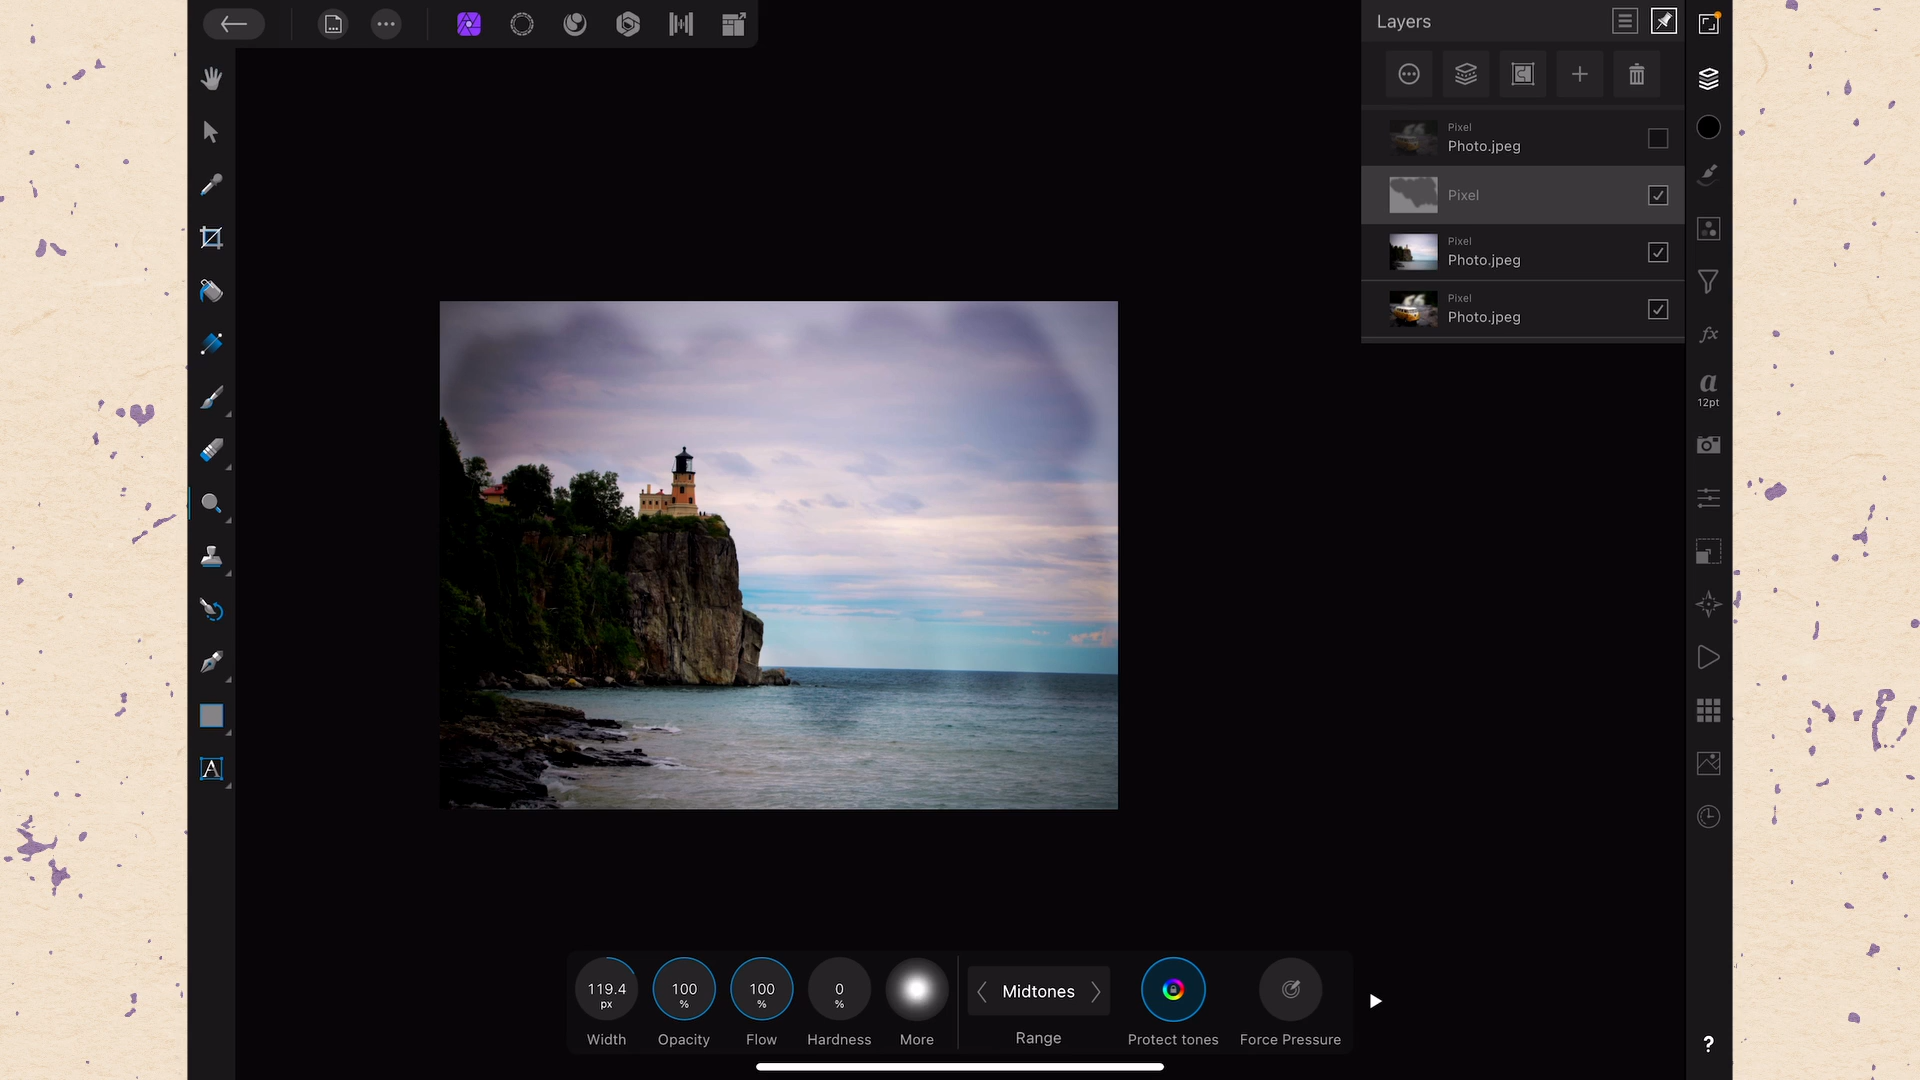 Layers
Pixel
Photo.jpeg
Pixel
Pixel
Photo.jpeg
Pixel
Photo.jpeg
fx
a
12pt
A
119.4
px
100
%
100
%
0
%
Midtones
Width
Opacity
Flow
Hardness
More
Range
Protect tones
Force Pressure
?